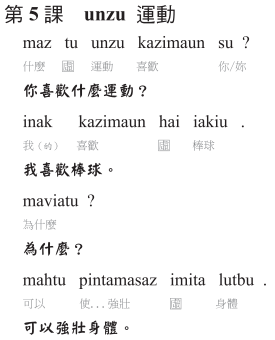 第 5 課 unzu 運動
maz tu unzu kazimaun su ?
什麼 運動 喜歡 你/妳
你喜歡什麼運動？
inak kazimaun hai iakiu .
我(的) 喜歡 棒球
我喜歡棒球。
maviatu ?
為什麼
為什麼？
mahtu pintamasaz imita lutbu .
可以 使…強壯 身體
可以強壯身體。